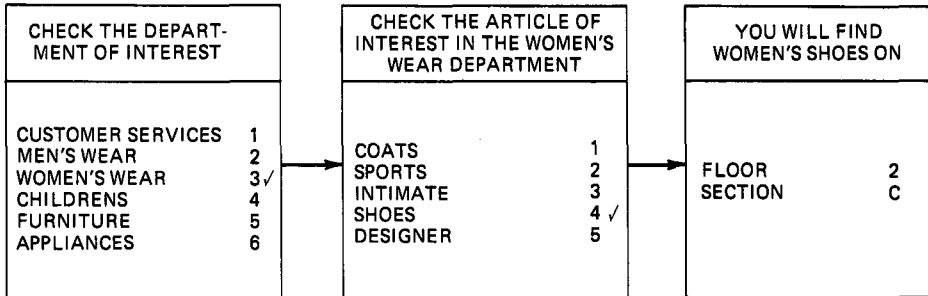 CHECK THE DEPART-
MENT OF INTEREST
CUSTOMER SERVICES 1
MEN'S WEAR 2
WOMEN'S WEAR 3 √
CHILDRENS 4
FURNITURE 5
APPLIANCES 6
CHECK THE ARTICLE OF
INTEREST IN THE WOMEN'S
WEAR DEPARTMENT
COATS 1
SPORTS 2
INTIMATE 3
SHOES 4 √
DESIGNER 5
YOU WILL FIND
WOMEN'S SHOES ON
FLOOR 2
SECTION C